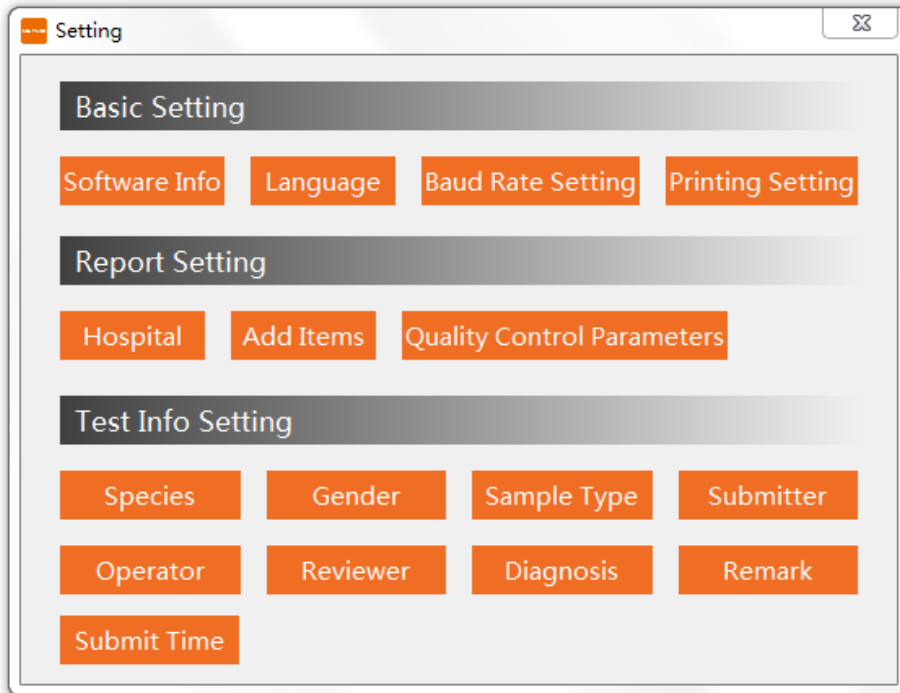 Setting
Basic Setting
Software Info Language Baud Rate Setting Printing Setting
Report Setting
Hospital Add Items Quality Control Parameters
Test Info Setting
Species Gender Sample Type Submitter
Operator Reviewer Diagnosis Remark
Submit Time